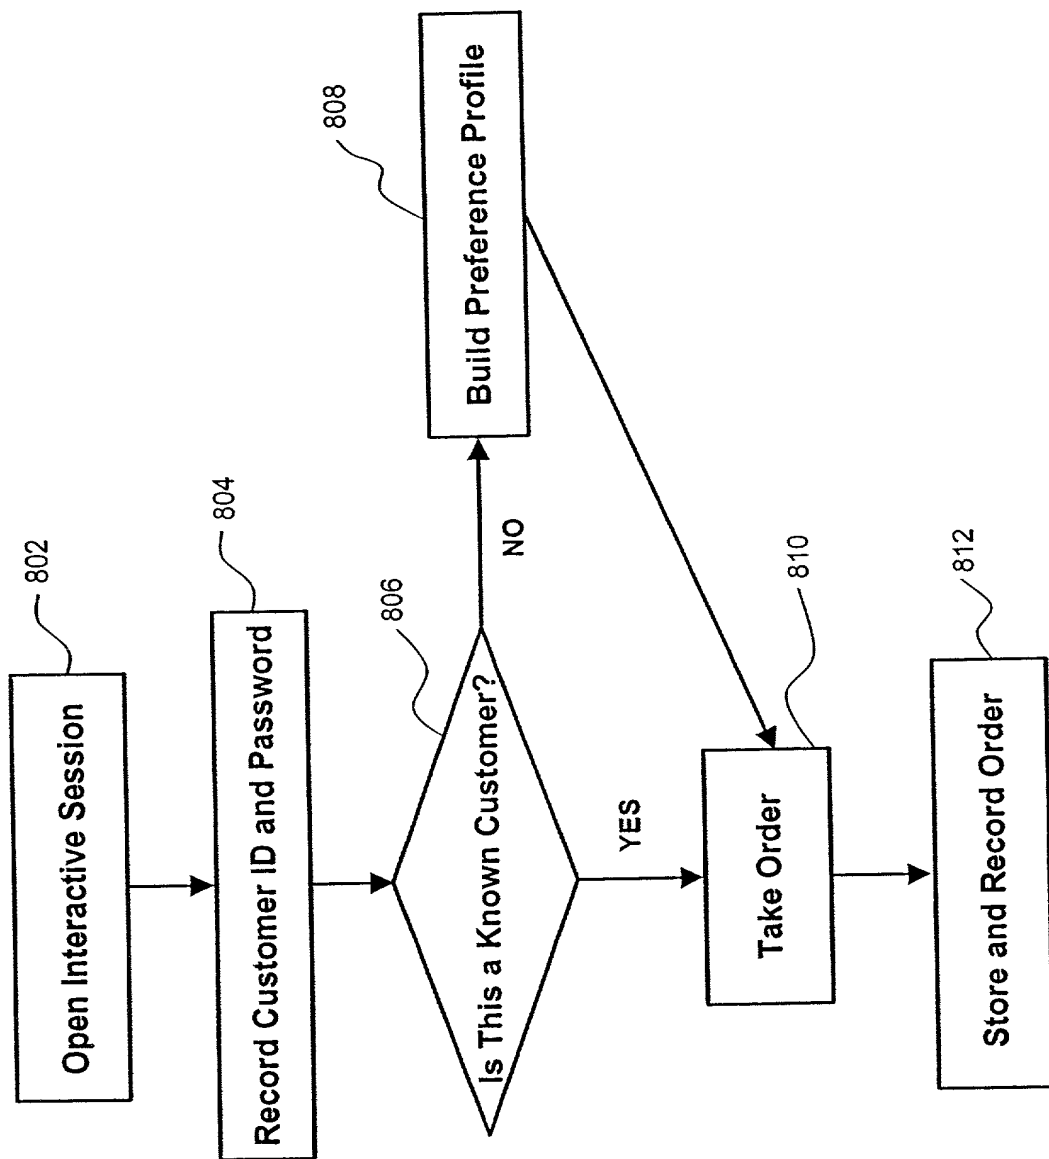 Open Interactive Session
802
Record Customer ID and Password
804
Is This a Known Customer?
806
NO
Build Preference Profile
808
YES
Take Order
810
Store and Record Order
812